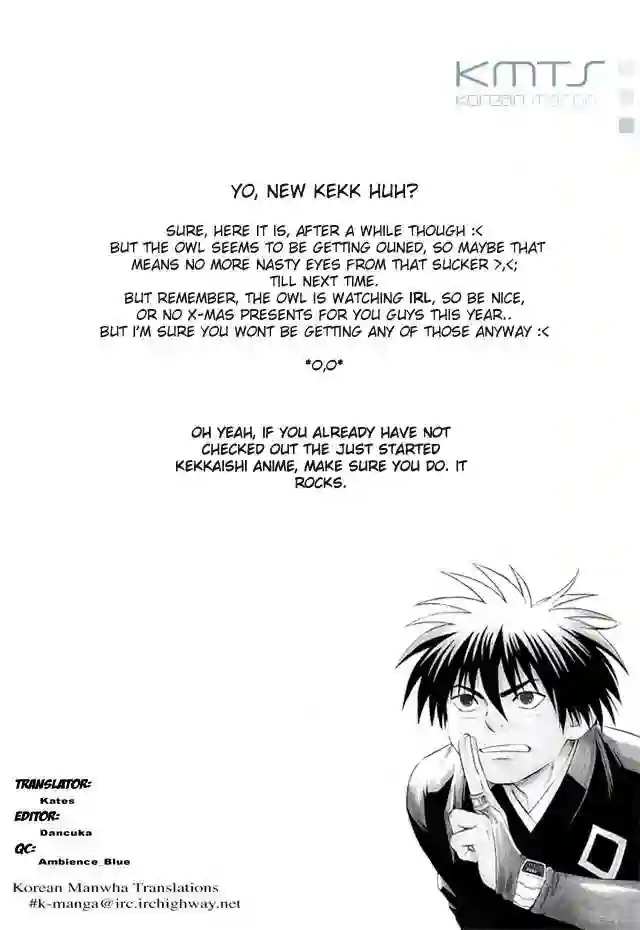 KMTS
Korean
YO, NEW KEKK HUH?
SURE, HERE IT IS, AFTER A WHILE THOUGH :<
BUT THE OWL SEEMS TO BE GETTING OUNED, SO MAYBE THAT
MEANS NO MORE NASTY EYES FROM THAT SUCKER >,<;
TILL NEXT TIME.
BUT REMEMBER, THE OWL IS WATCHING IRL, SO BE NICE,
OR NO X-MAS PRESENTS FOR YOU GUYS THIS YEAR..
BUT I'M SURE YOU WONT BE GETTING ANY OF THOSE ANYWAY :<
*O,O*
OH YEAH, IF YOU ALREADY HAVE NOT
CHECKED OUT THE JUST STARTED
KEKKAISHI ANIME, MAKE SURE YOU DO. IT
ROCKS.
TRANSLATOR:
Kates
EDITOR:
Dancuka
QC:
Ambience_Blue
Korean Manwha Translations
#k-manga@irc.irchighway.net